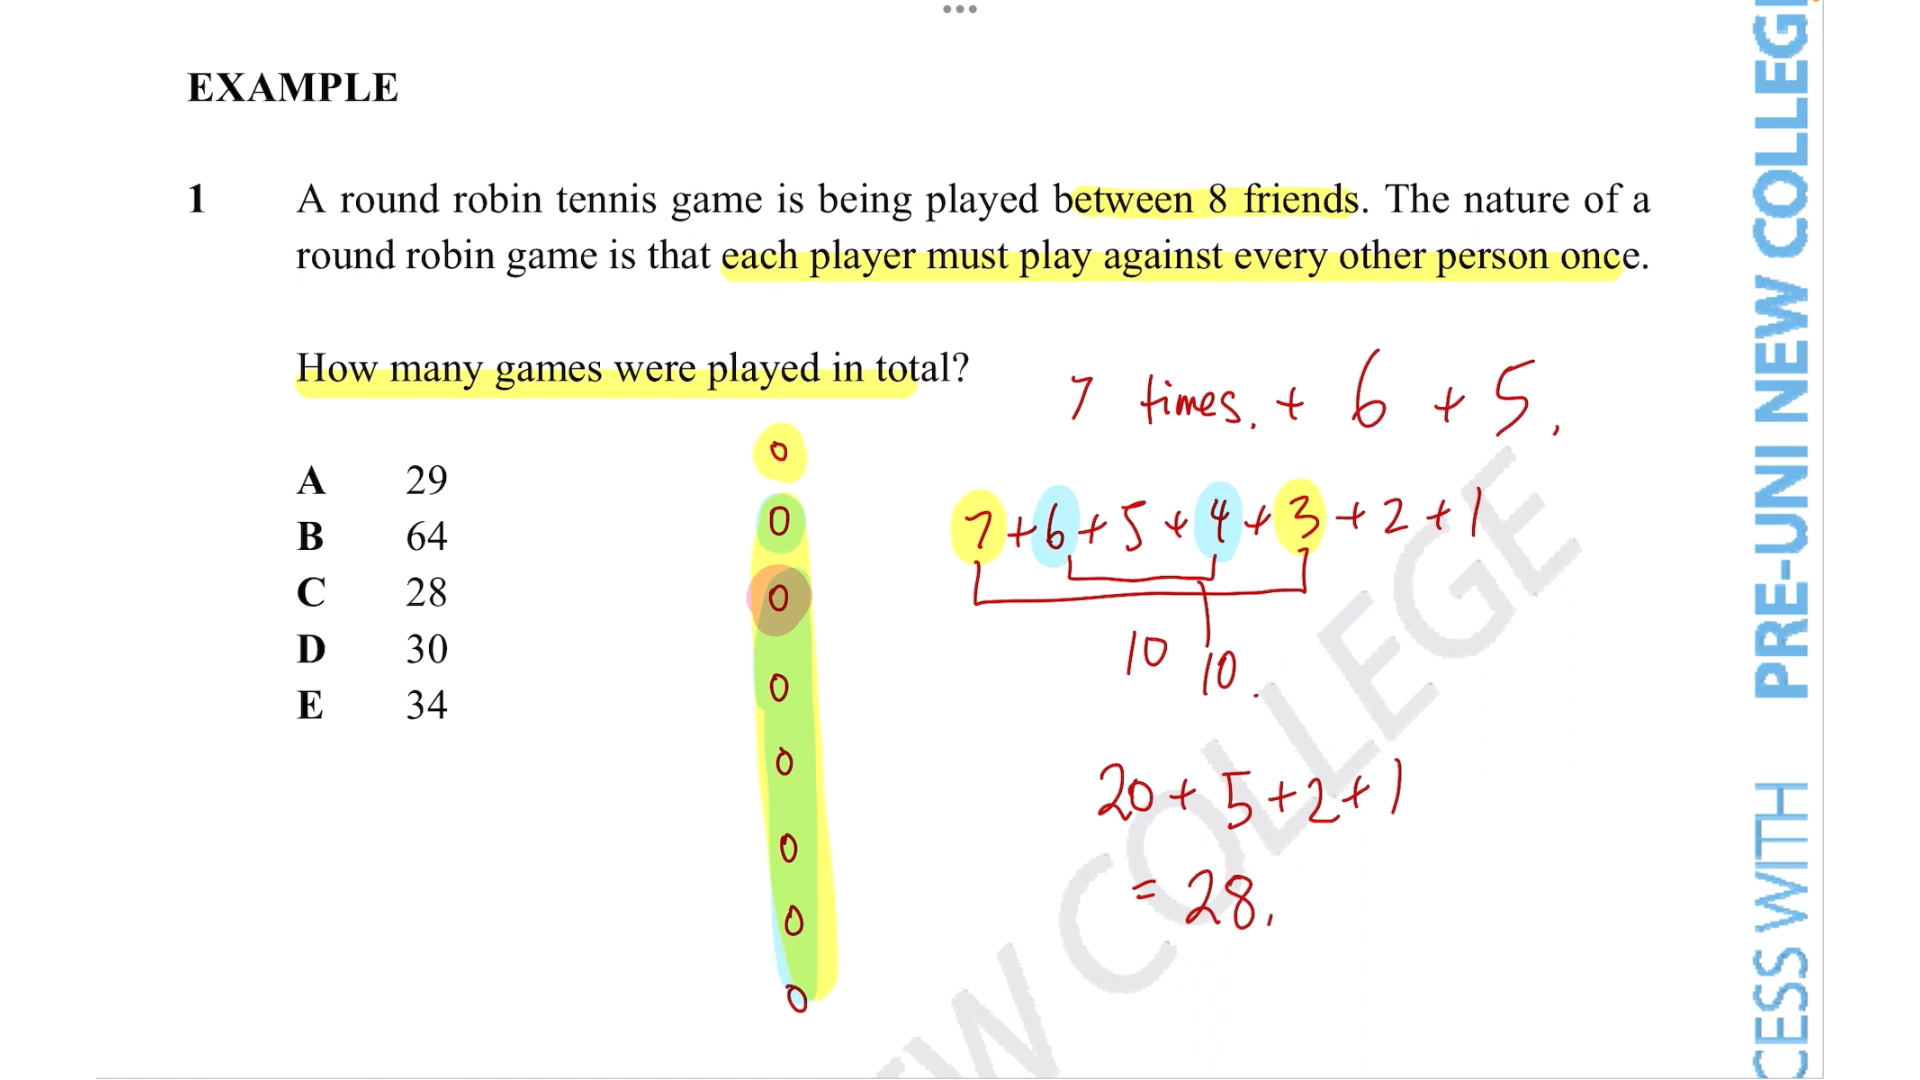 EXAMPLE
1 A round robin tennis game is being played between 8 friends. The nature of a
round robin game is that each player must play against every other person once.
How many games were played in total?
A 29
B 64
C 28
D 30
E 34
7 times. + 6 + 5,
7 + 6 + 5 + 4 + 3 + 2 + 1
10 10.
20 + 5 + 2 + 1
= 28,
W COLLEGE
CESS WITH PRE-UNI NEW COLLEGE